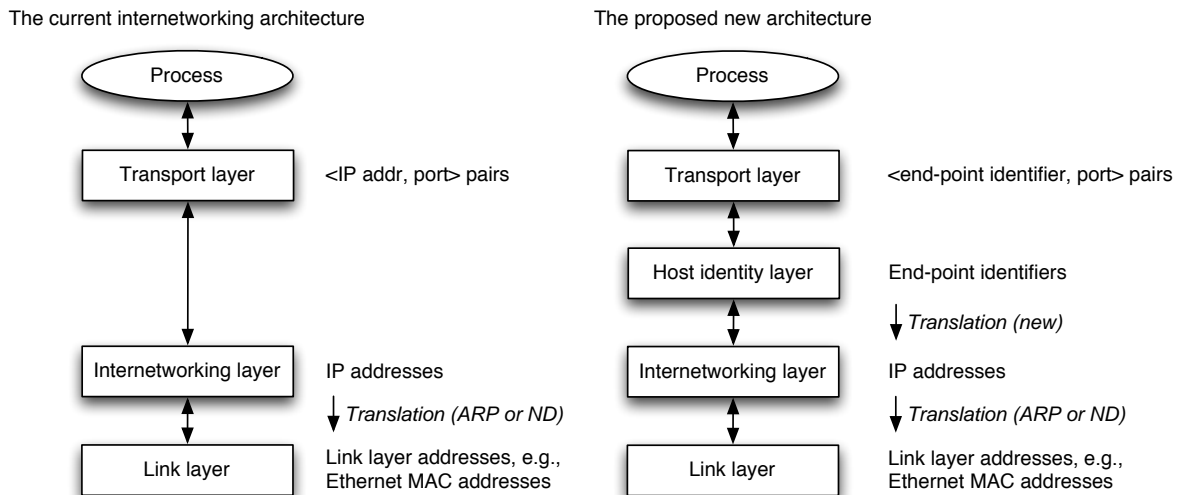 The current internetworking architecture
Process
Transport layer
<IP addr, port> pairs
Internetworking layer
IP addresses
Translation (ARP or ND)
Link layer
Link layer addresses, e.g.,
Ethernet MAC addresses
The proposed new architecture
Process
Transport layer
<end-point identifier, port> pairs
Host identity layer
End-point identifiers
Translation (new)
Internetworking layer
IP addresses
Translation (ARP or ND)
Link layer
Link layer addresses, e.g.,
Ethernet MAC addresses